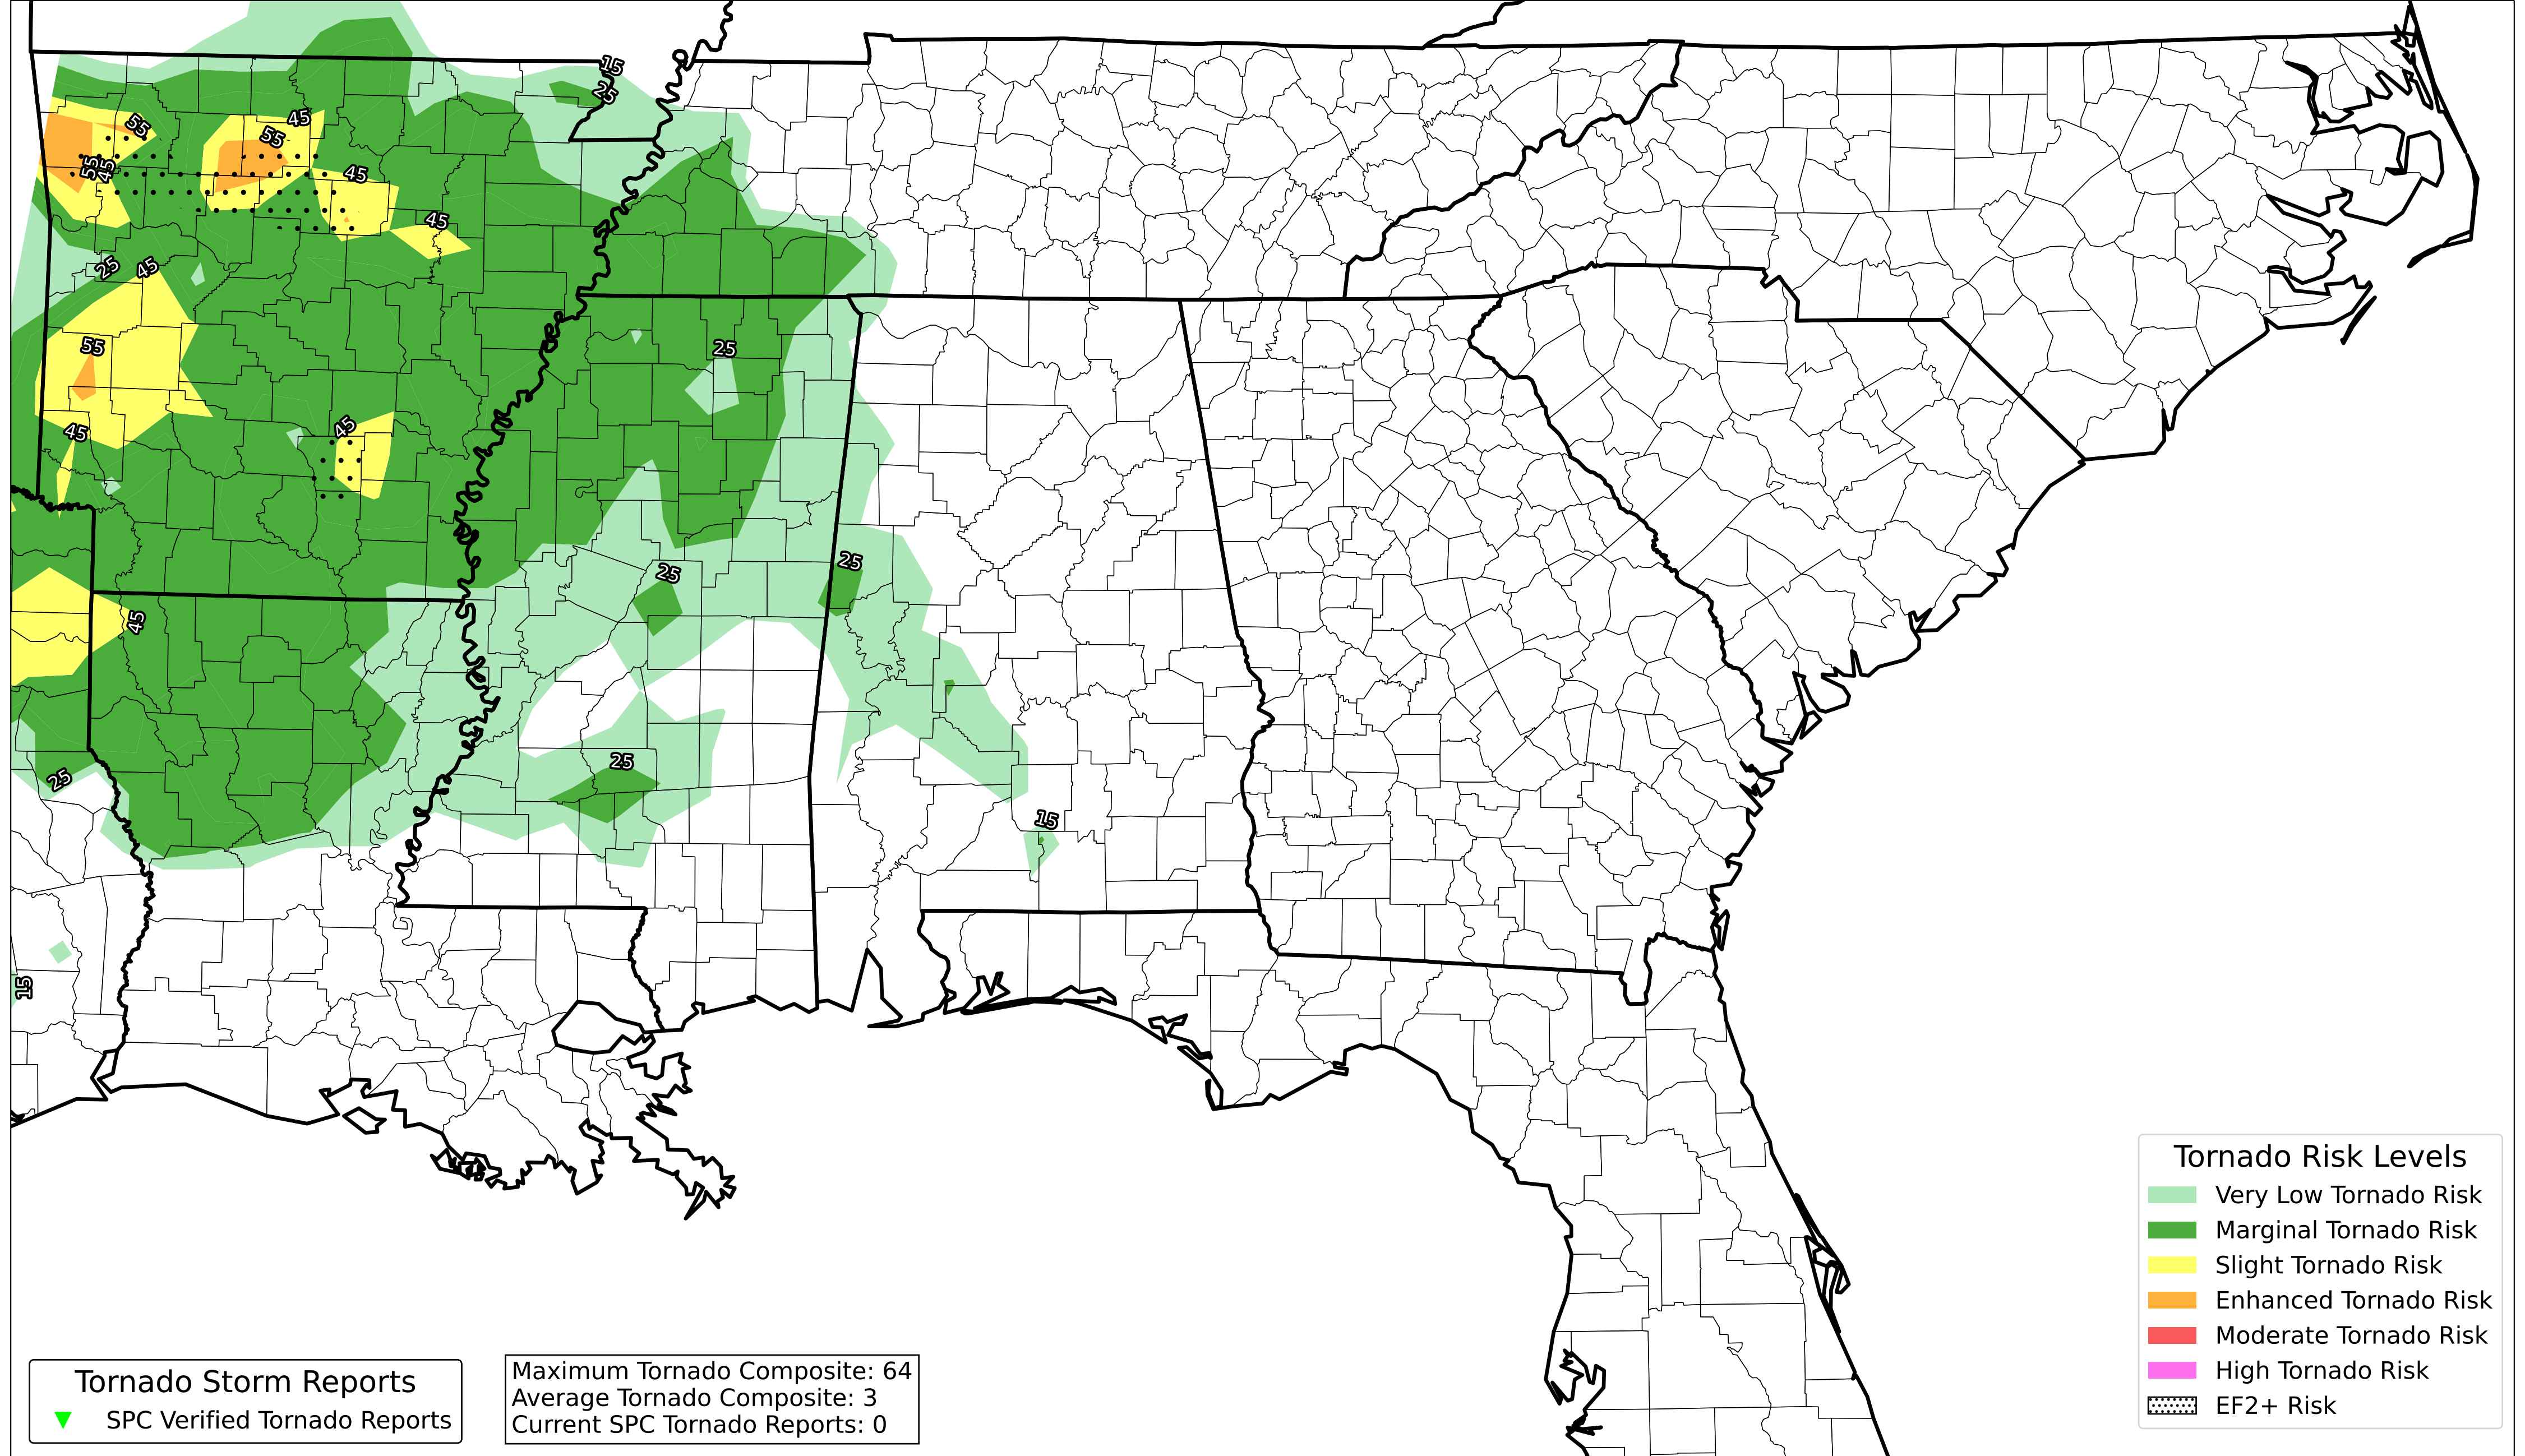 15
25
55
45
55
55
45
45
45
25
45
25
55
45
45
25
25
45
25
25
15
15
Tornado Risk Levels
Very Low Tornado Risk
Marginal Tornado Risk
Slight Tornado Risk
Enhanced Tornado Risk
Moderate Tornado Risk
High Tornado Risk
EF2+ Risk
Tornado Storm Reports
SPC Verified Tornado Reports
Maximum Tornado Composite: 64
Average Tornado Composite: 3
Current SPC Tornado Reports: 0